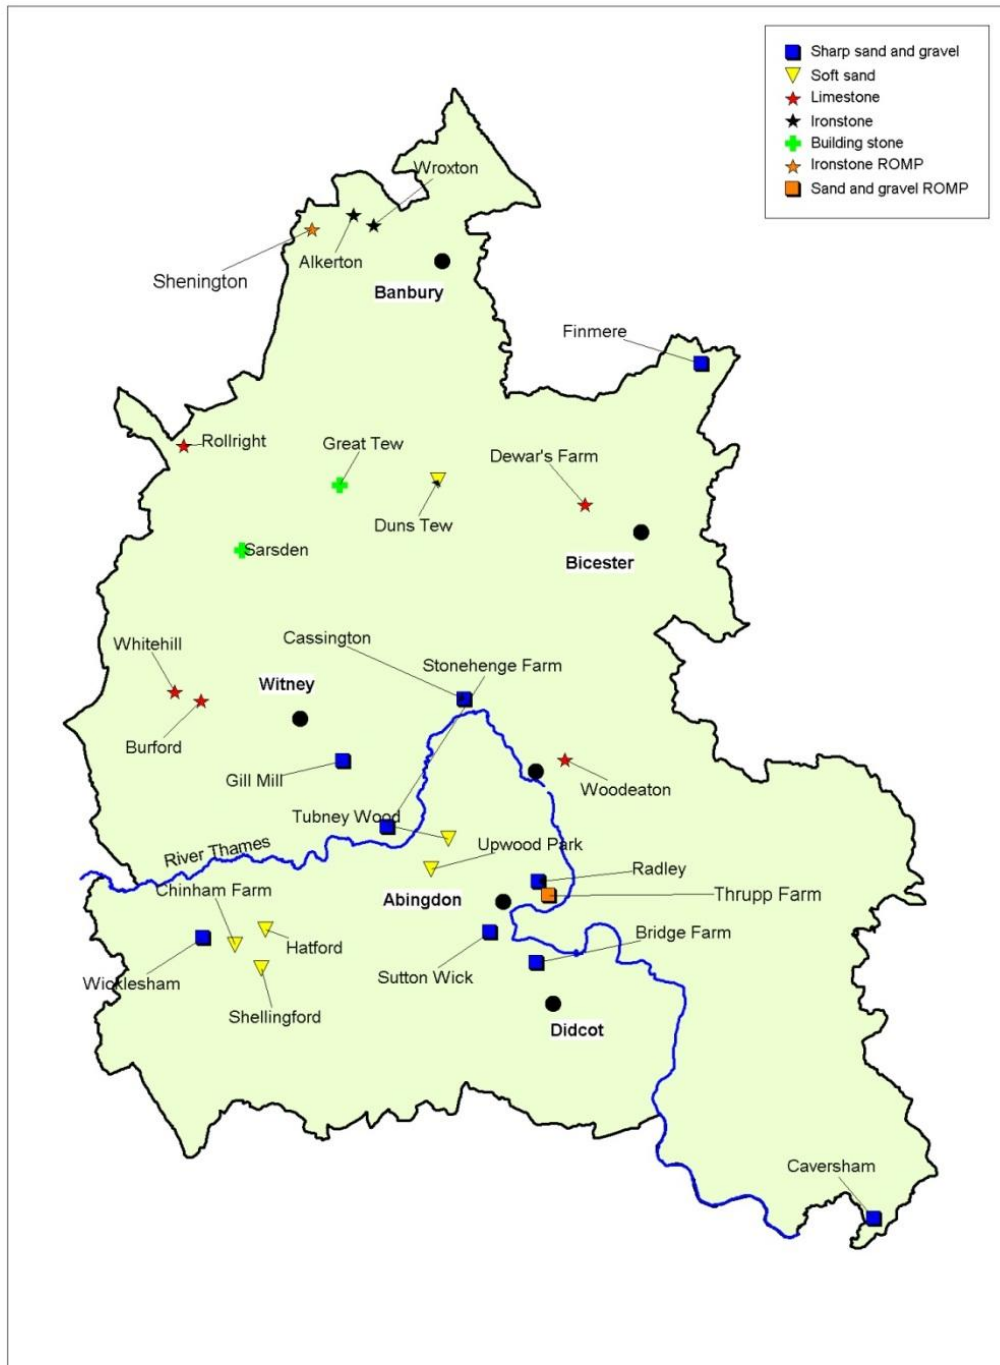 Sharp sand and gravel
Soft sand
Limestone
Ironstone
Building stone
Ironstone ROMP
Sand and gravel ROMP
Wroxton
Alkerton
Shenington
Banbury
Finmere
Rollright
Great Tew
Dewar's Farm
Duns Tew
Sarsden
Bicester
Cassington
Whitehill
Stonehenge Farm
Witney
Burford
Gill Mill
Woodeaton
Tubney Wood
Upwood Park
River Thames
Radley
Chinham Farm
Abingdon
Thrupp Farm
Bridge Farm
Hatford
Sutton Wick
Wicklesham
Shellingford
Didcot
Caversham